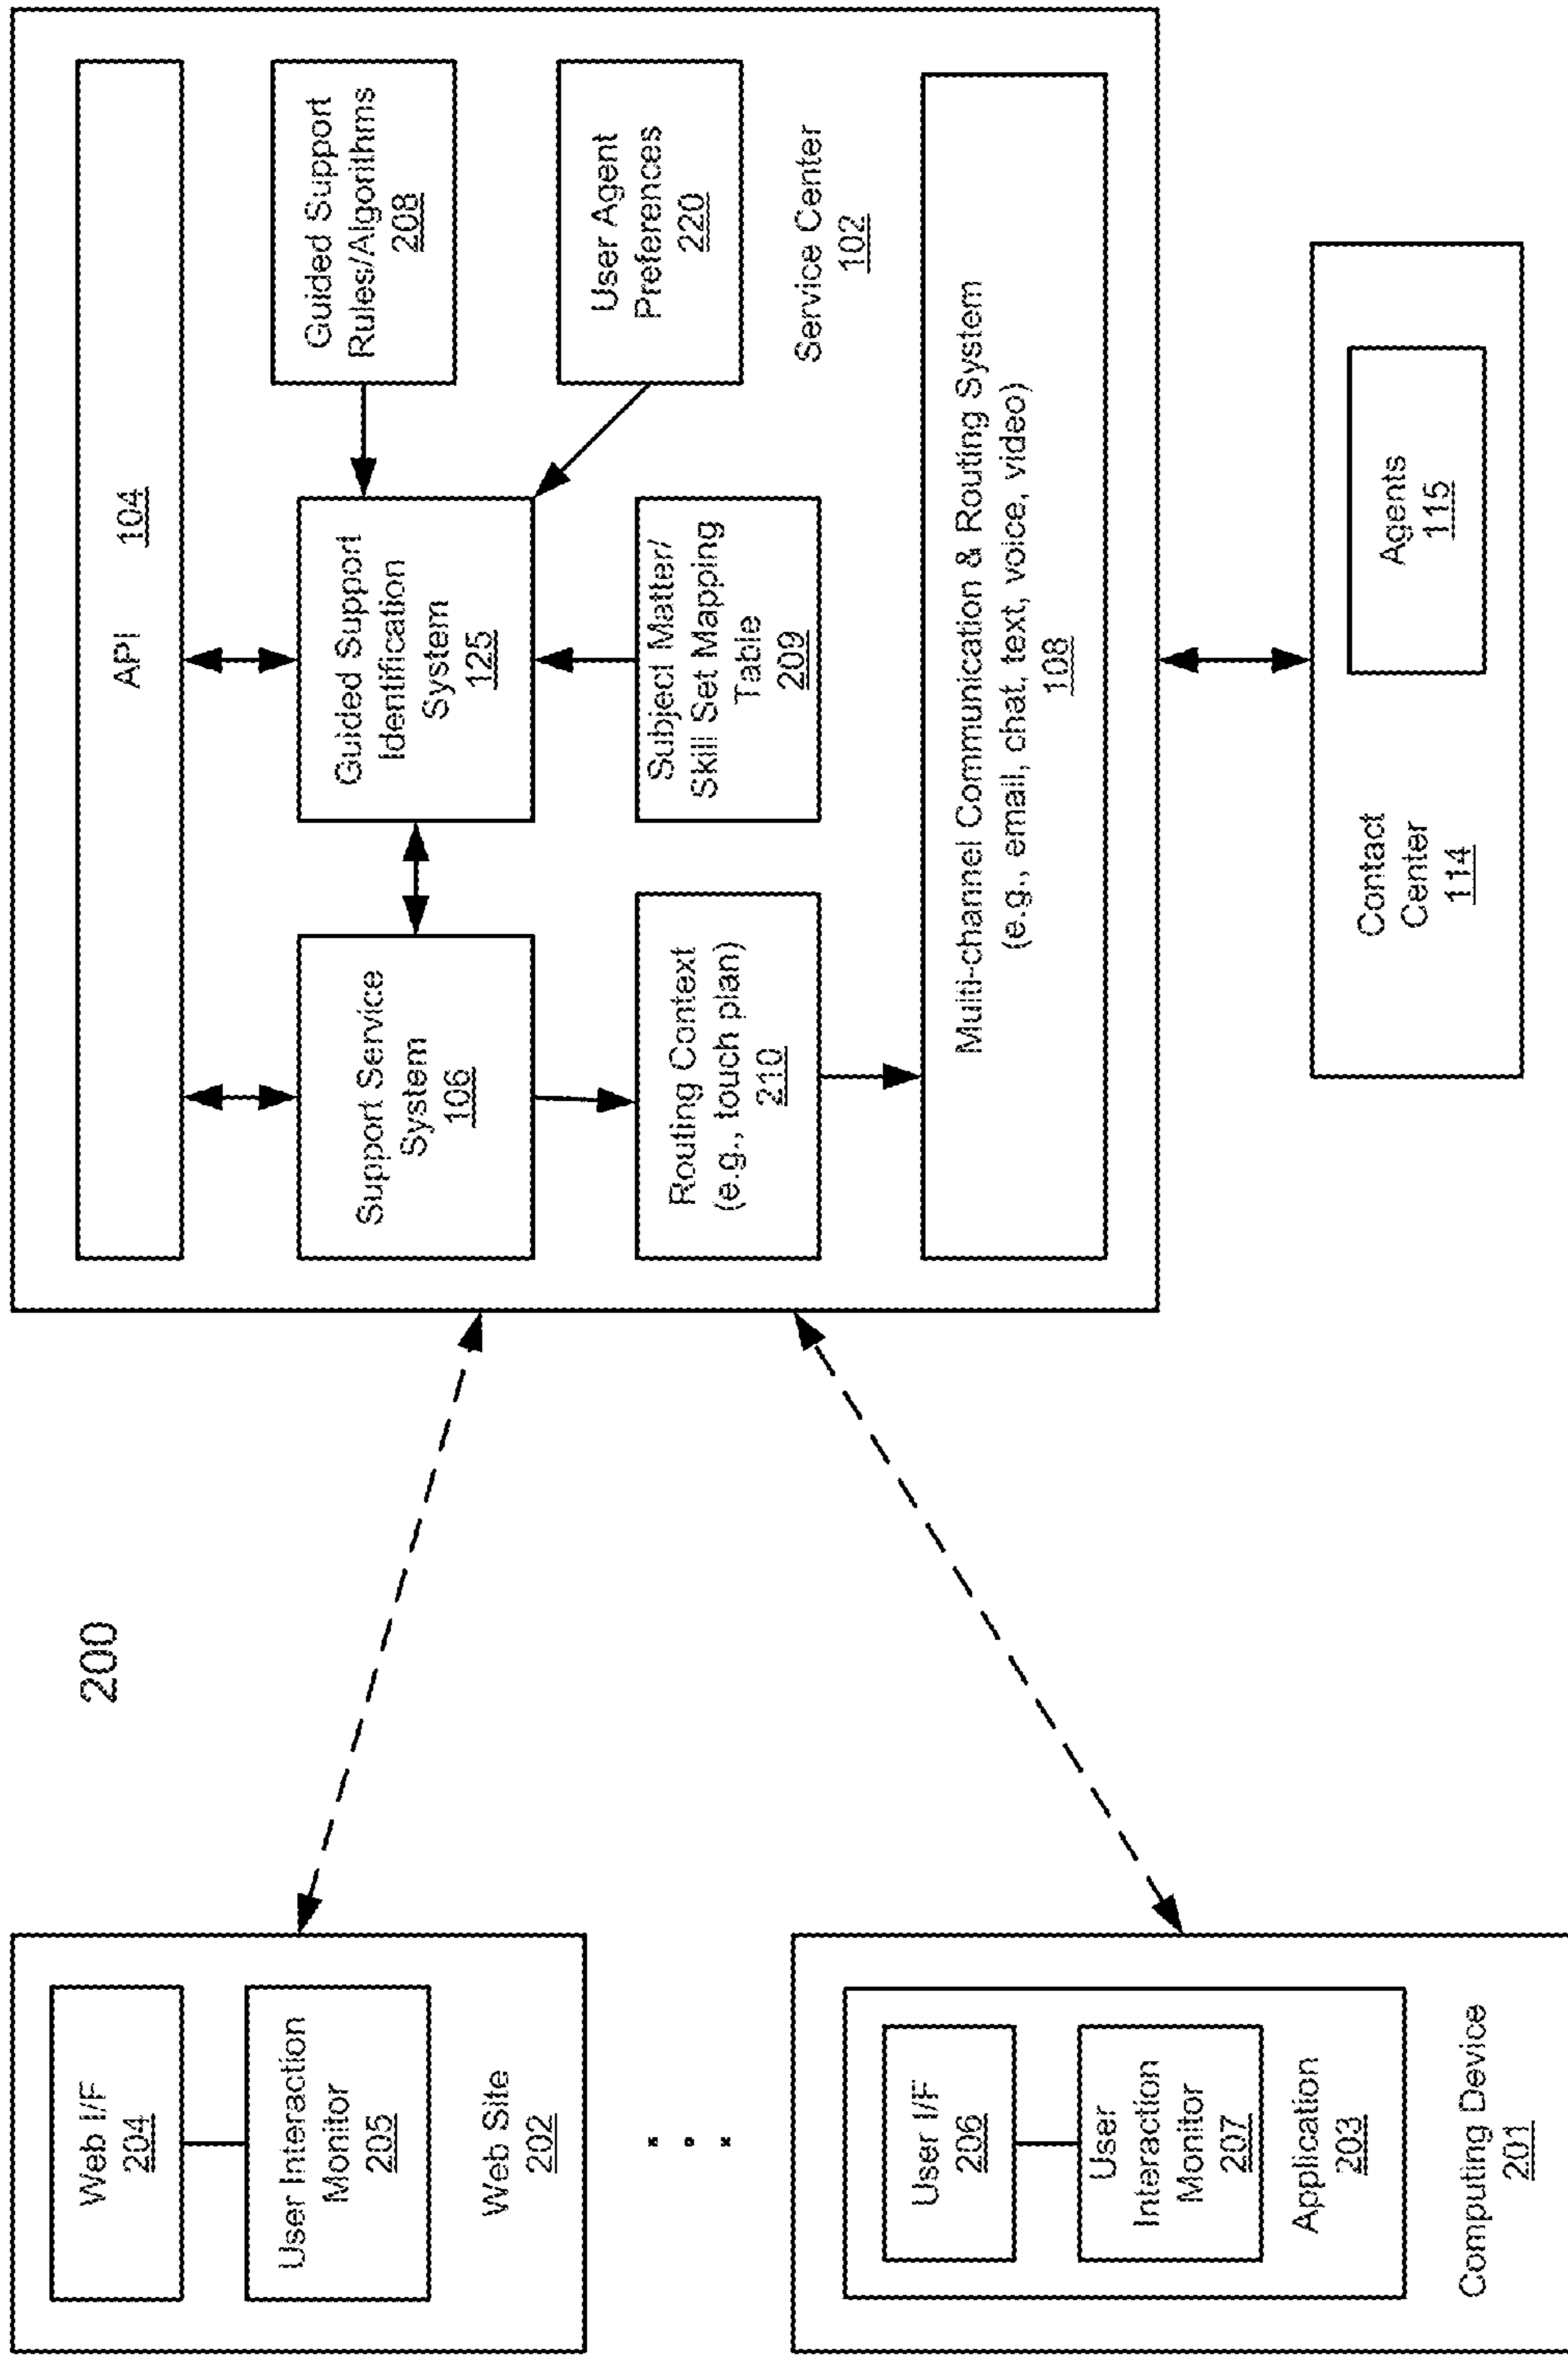 200
Web I/F
204
User Interaction
Monitor
205
Web Site
202
User I/F
206
User
Interaction
Monitor
207
Application
203
Computing Device
201
API 104
Support Service
System
106
Guided Support
Identification
System
125
Guided Support
Rules/Algorithms
208
Routing Context
(e.g., touch plan)
210
Subject Matter/
Skill Set Mapping
Table
209
User Agent
Preferences
220
Service Center
102
Multi-channel Communication & Routing System
(e.g., email, chat, text, voice, video)
108
Contact
Center
114
Agents
115